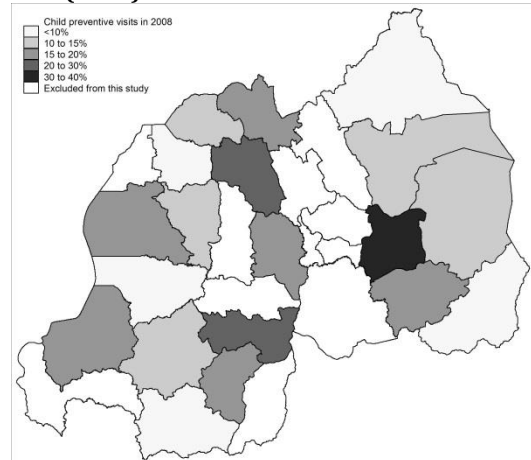 Child preventive visits in 2008
<10%
10 to 15%
15 to 20%
20 to 30%
30 to 40%
Excluded from this study